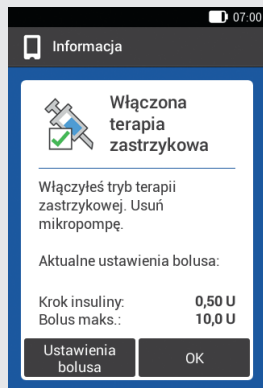 07:00
Informacja
Włączona
terapia
zastrzykowa
Włączyłeś tryb terapii
zastrzykowej. Usuń
mikropompę.
Aktualne ustawienia bolusa:
Krok insuliny: 0,50 U
Bolus maks.: 10,0 U
Ustawienia
bolusa
OK